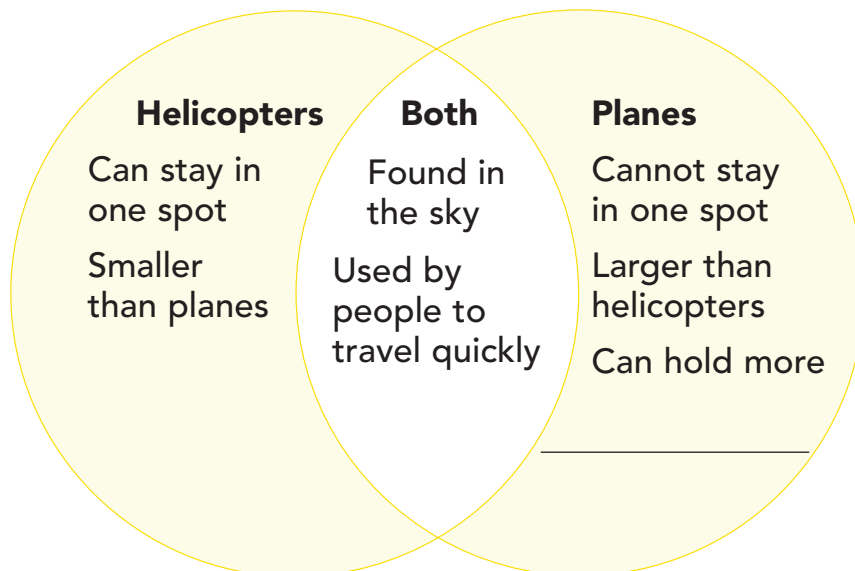 Helicopters
Can stay in
one spot
Smaller
than planes
Both
Found in
the sky
Used by
people to
travel quickly
Planes
Cannot stay
in one spot
Larger than
helicopters
Can hold more